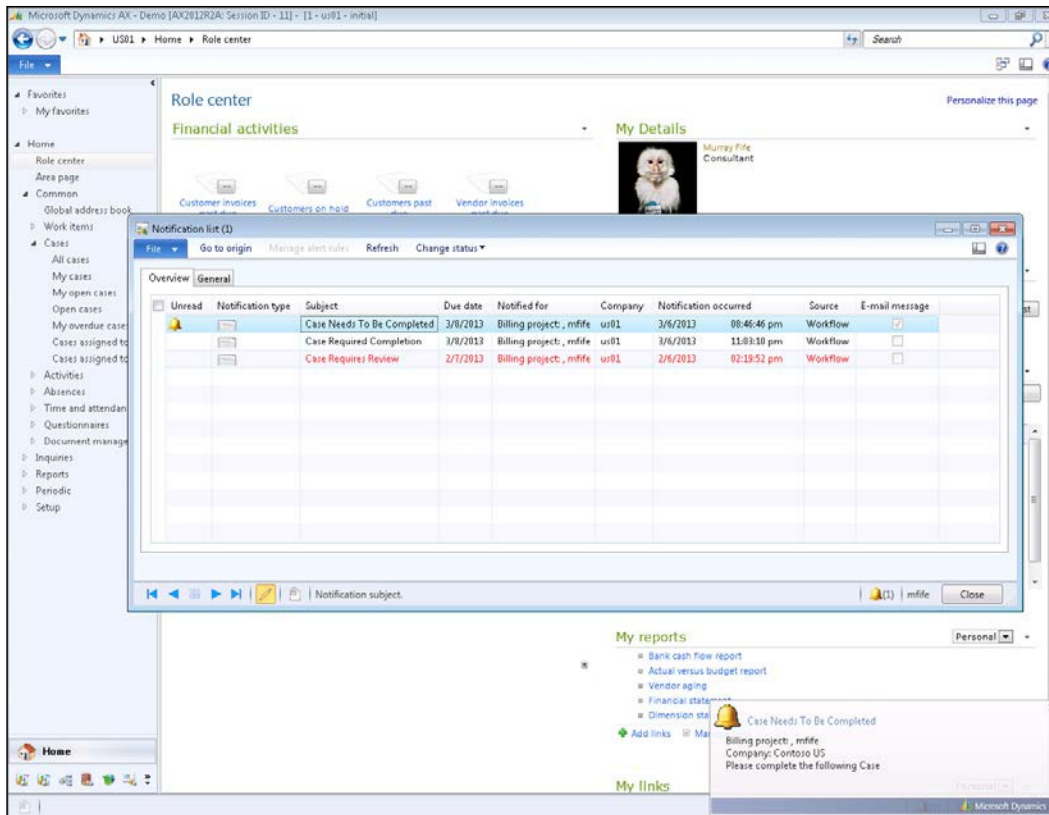 Microsoft Dynamics AX - Demo [AX2012R2A: Session ID - 11] - [1 - us01 - initial]
US01 Home Role center
Search
File
Favorites
My favorites
Home
Role center
Area page
Common
Global address book
Work items
Cases
All cases
My cases
My open cases
Open cases
My overdue case
Cases assigned to
Cases assigned to
Activities
Absences
Time and attendan
Questionnaires
Document manage
Inquiries
Reports
Periodic
Setup
Home
Role center
Personalize this page
Financial activities
My Details
Murray Fife
Consultant
Customer invoices
Customers on hold
Customers past
Vendor invoices
Notification list (1)
File Go to origin Manage alert rules Refresh Change status
Overview General
Unread Notification type Subject Due date Notified for Company Notification occurred Source E-mail message
Case Needs To Be Completed 3/8/2013 Billing project: , mfife us01 3/6/2013 08:46:46 pm Workflow
Case Required Completion 3/8/2013 Billing project: , mfife us01 3/6/2013 11:03:10 pm Workflow
Case Requires Review 2/7/2013 Billing project: , mfife us01 2/6/2013 02:19:52 pm Workflow
Notification subject.
(1) mfife Close
My reports
Personal
Bank cash flow report
Actual versus budget report
Vendor aging
Financial state
Dimension sta
Add links Ma
Case Needs To Be Completed
Billing project: , mfife
Company: Contoso US
Please complete the following Case
My links
Personal
Microsoft Dynamics